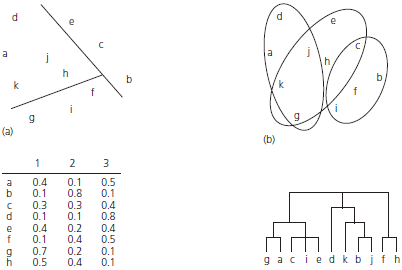 d
e
c
a
j
h
k
b
f
i
g
(a)
d
e
c
a
j
h
b
k
f
i
g
(b)
1 2 3
a 0.4 0.1 0.5
b 0.1 0.8 0.1
c 0.3 0.3 0.4
d 0.1 0.1 0.8
e 0.4 0.2 0.4
f 0.1 0.4 0.5
g 0.7 0.2 0.1
h 0.5 0.4 0.1
g a c i e d k b j f h